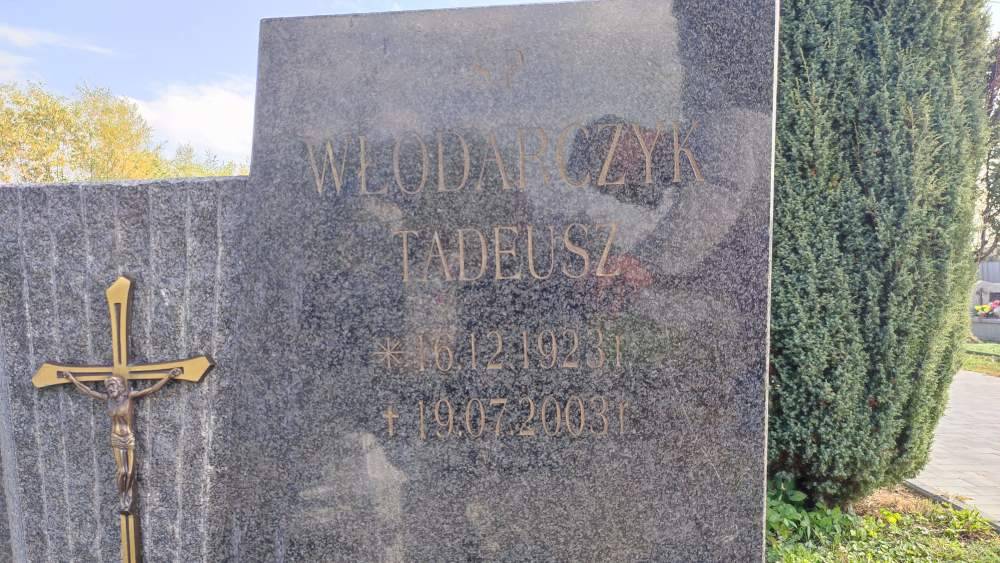 WŁODARCZYK
TADEUSZ
* 16.12.1923r
✝ 19.07.2003r